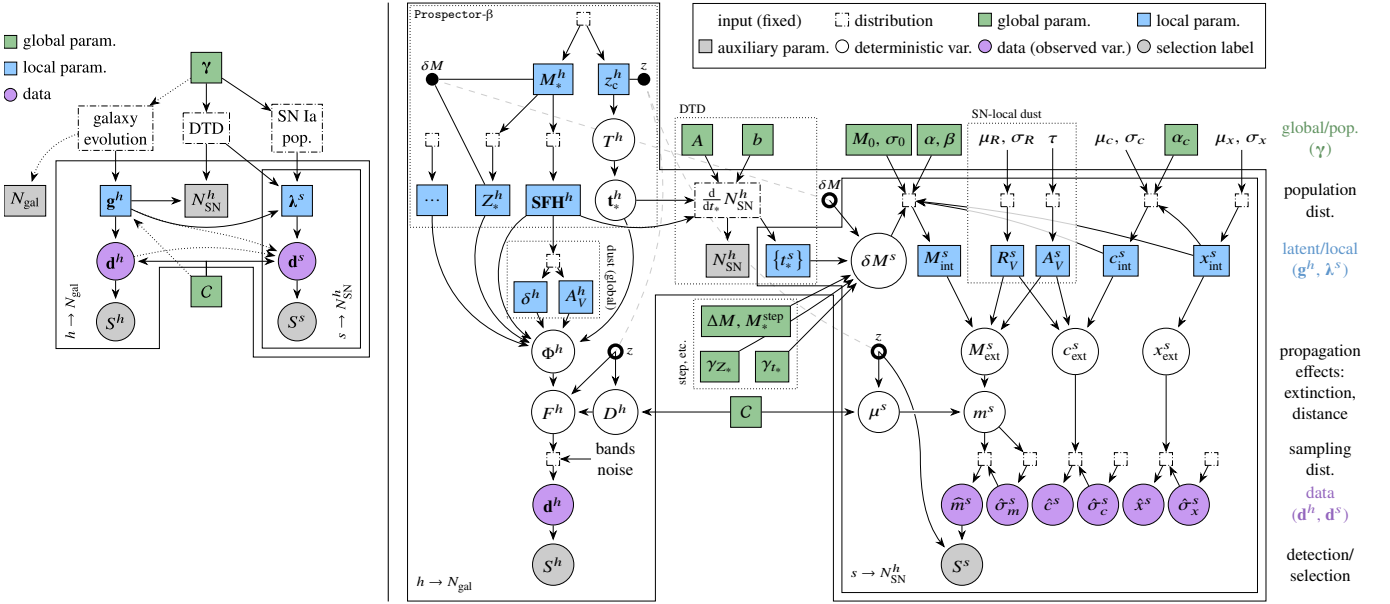 global param.
local param.
data
γ
galaxy
evolution
DTD
SN Ia
pop.
N_gal
g^h
N^h_SN
λ^s
d^h
d^s
C
S^h
S^s
h → N_gal
s → N^h_SN
Prospector-β
δM
M^h_*
z^h_c
z
T^h
...
Z^h_*
SFH^h
t^h_*
dust (global)
δ^h
A^h_V
Φ^h
z
F^h
D^h
bands
noise
d^h
S^h
h → N_gal
input (fixed)
distribution
global param.
local param.
auxiliary param.
deterministic var.
data (observed var.)
selection label
DTD
A
b
d/dt_* N^h_SN
N^h_SN
{t^s_*}
δM
δM^s
ΔM, M^step_*
γ_Z*
γ_t*
step, etc.
C
M_0, σ_0
α, β
SN-local dust
μ_R, σ_R
τ
μ_c, σ_c
α_c
μ_x, σ_x
M^s_int
R^s_V
A^s_V
c^s_int
x^s_int
z
M^s_ext
c^s_ext
x^s_ext
μ^s
m^s
m̂^s
σ̂^s_m
ĉ^s
σ̂^s_c
x̂^s
σ̂^s_x
S^s
s → N^h_SN
global/pop.
(γ)
population
dist.
latent/local
(g^h, λ^s)
propagation
effects:
extinction,
distance
sampling
dist.
data
(d^h, d^s)
detection/
selection